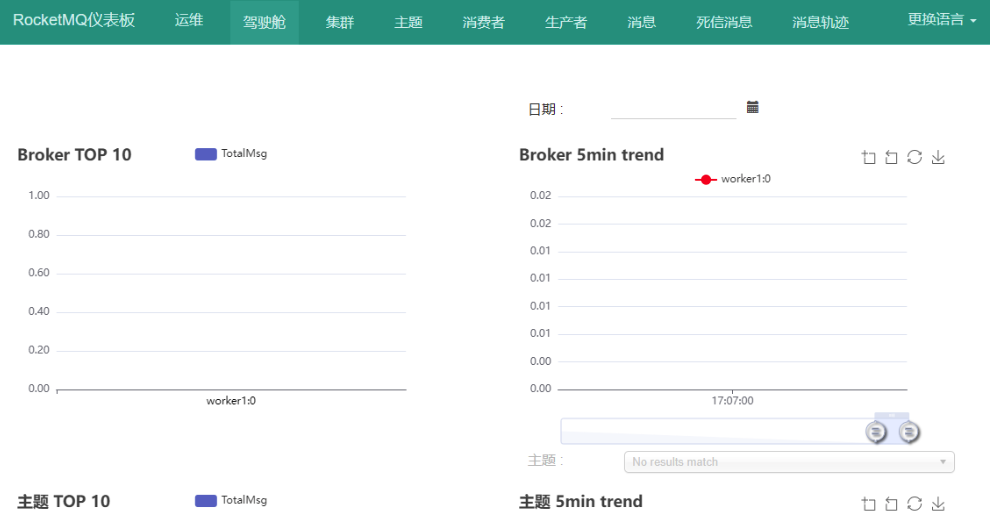 RocketMQ仪表板 运维 驾驶舱 集群 主题 消费者 生产者 消息 死信消息 消息轨迹 更换语言
日期 :
Broker TOP 10 TotalMsg
1.00
0.80
0.60
0.40
0.20
0.00
worker1:0
Broker 5min trend
worker1:0
0.02
0.02
0.01
0.01
0.01
0.01
0.00
0.00
17:07:00
主题 : No results match
主题 TOP 10 TotalMsg
主题 5min trend